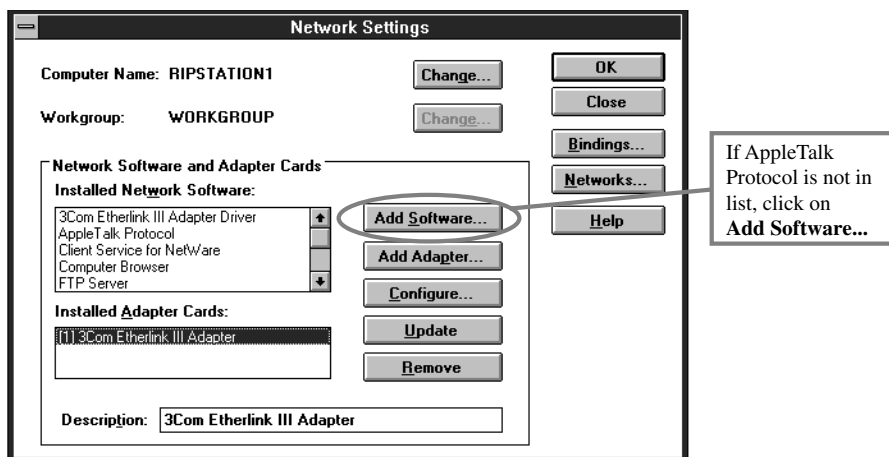 Network Settings
Computer Name: RIPSTATION1
Change...
OK
Close
Workgroup: WORKGROUP
Change...
Bindings...
Networks...
Help
Network Software and Adapter Cards
Installed Network Software:
3Com Etherlink III Adapter Driver
AppleTalk Protocol
Client Service for NetWare
Computer Browser
FTP Server
Add Software...
Add Adapter...
Configure...
Update
Remove
Installed Adapter Cards:
[1] 3Com Etherlink III Adapter
Description: 3Com Etherlink III Adapter
If AppleTalk
Protocol is not in
list, click on
Add Software...